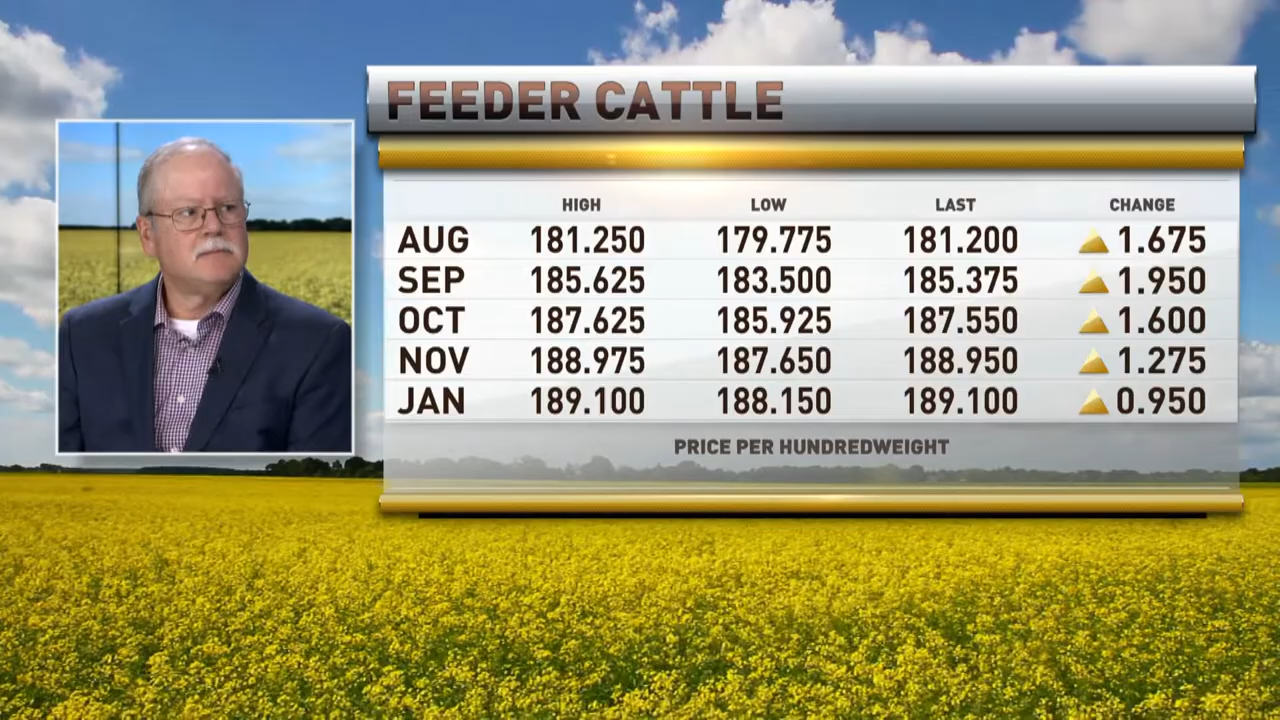 FEEDER CATTLE
HIGH LOW LAST CHANGE
AUG 181.250 179.775 181.200 1.675
SEP 185.625 183.500 185.375 1.950
OCT 187.625 185.925 187.550 1.600
NOV 188.975 187.650 188.950 1.275
JAN 189.100 188.150 189.100 0.950
PRICE PER HUNDREDWEIGHT